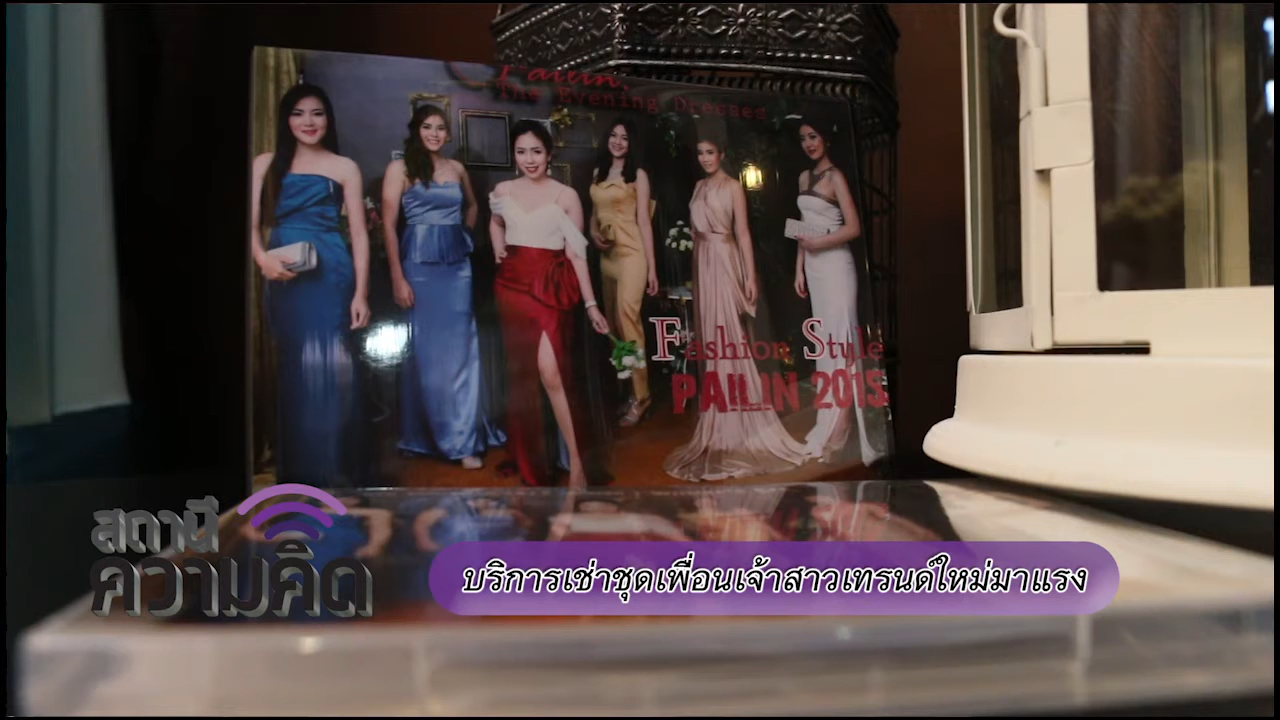 Pailin,
The Evening Dresses
Fashion Style
PAILIN 2015
สถานี
ความคิด
บริการเช่าชุดเพื่อนเจ้าสาวเทรนด์ใหม่มาแรง